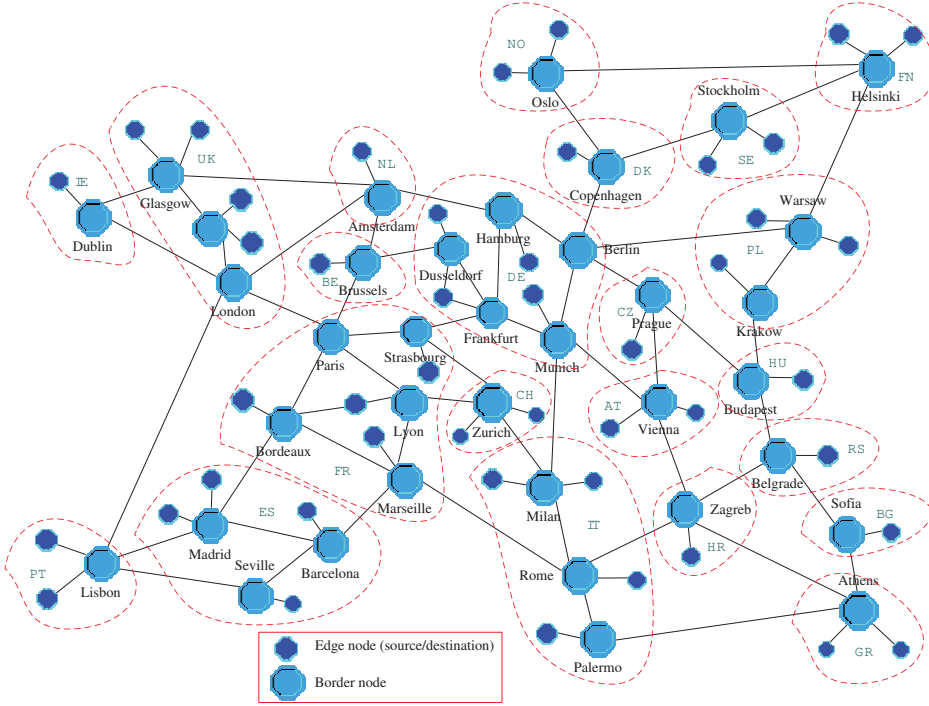 NO
Oslo
FN
Helsinki
Stockholm
SE
DK
Copenhagen
UK
IE
Glasgow
Dublin
London
NL
Amsterdam
BE
Brussels
Hamburg
Dusseldorf
DE
Berlin
Frankfurt
Munich
Warsaw
PL
Krakow
CZ
Prague
HU
Budapest
Paris
Strasbourg
CH
Zurich
AT
Vienna
Bordeaux
Lyon
FR
Marseille
RS
Belgrade
Sofia
BG
Zagreb
HR
Milan
IT
Rome
Palermo
Athens
GR
ES
Madrid
Seville
Barcelona
PT
Lisbon
Edge node (source/destination)
Border node